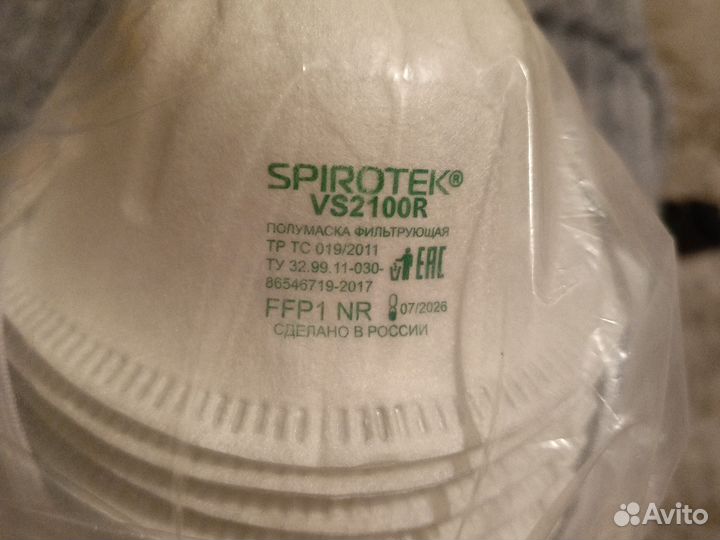 SPIROTEK®
VS2100R
ПОЛУМАСКА ФИЛЬТРУЮЩАЯ
ТР ТС 019/2011
ТУ 32.99.11-030-
86546719-2017
EAC
FFP1 NR 07/2026
СДЕЛАНО В РОССИИ
Avito